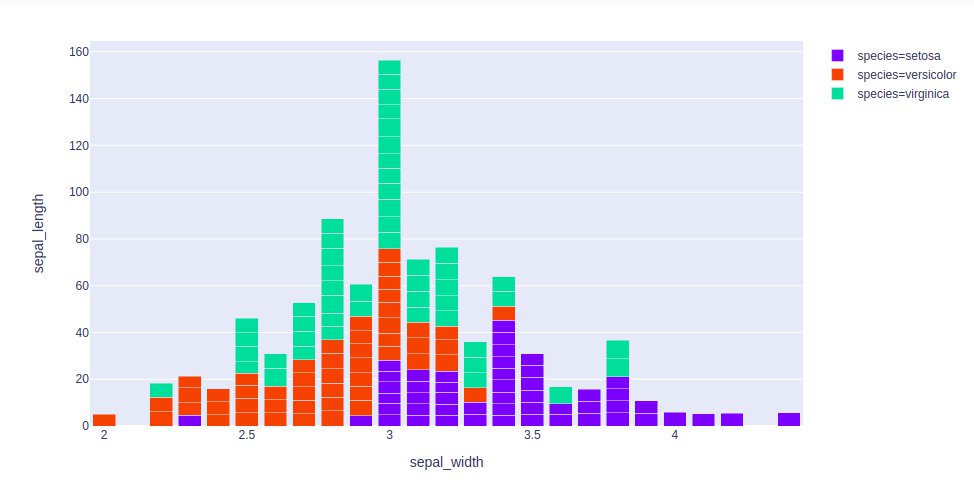 160
140
120
100
80
60
40
20
0
2
2.5
3
3.5
4
sepal_width
sepal_length
species=setosa
species=versicolor
species=virginica